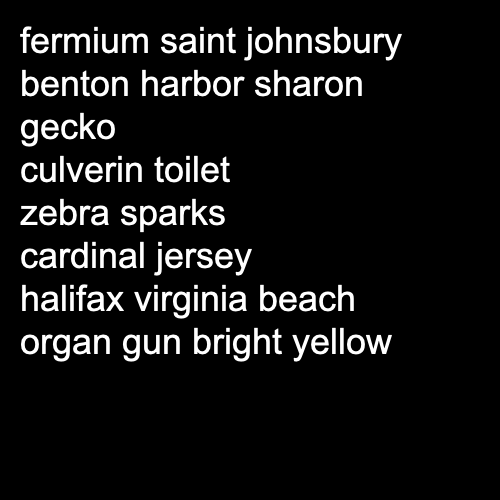 fermium saint johnsbury
benton harbor sharon
gecko
culverin toilet
zebra sparks
cardinal jersey
halifax virginia beach
organ gun bright yellow